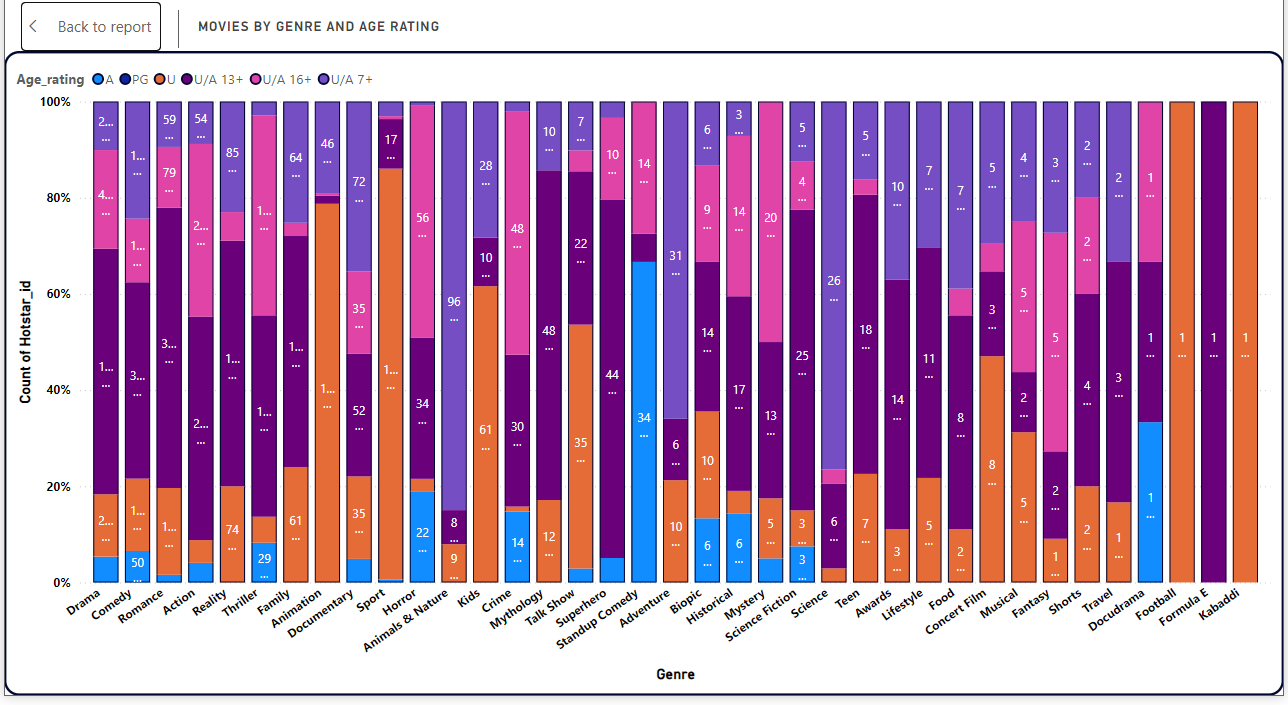 Back to report
MOVIES BY GENRE AND AGE RATING
Age_rating A PG U U/A 13+ U/A 16+ U/A 7+
Count of Hotstar_id
100%
80%
60%
40%
20%
0%
2... ... 4... ... 1... ... 2... ...
1... ... 1... ... 3... ... 1... ... 50 ...
59 ... 79 ... 3... ... 1... ...
54 ... 2... ... 2... ...
85 ... 1... ... 74 ...
1... ... 1... ... 29 ...
64 ... 1... ... 61 ...
46 ... 1... ...
72 ... 35 ... 52 ... 35 ...
17 ... 1... ...
56 ... 34 ... 22 ...
96 ... 8 ... 9 ...
28 ... 10 ... 61 ...
48 ... 30 ... 14 ...
10 ... 48 ... 12 ...
7 ... 22 ... 35 ...
10 ... 44 ...
14 ... 34 ...
31 ... 6 ... 10 ...
6 ... 9 ... 14 ... 10 ... 6 ...
3 ... 14 ... 17 ... 6 ...
20 ... 13 ... 5 ...
5 ... 4 ... 25 ... 3 ... 3 ...
26 ... 6 ...
5 ... 18 ... 7 ...
10 ... 14 ... 3 ...
7 ... 11 ... 5 ...
7 ... 8 ... 2 ...
5 ... 3 ... 8 ...
4 ... 5 ... 2 ... 5 ...
3 ... 5 ... 2 ... 1 ...
2 ... 2 ... 4 ... 2 ...
2 ... 3 ... 1 ...
1 ... 1 ... 1 ...
1 ...
1 ...
1 ...
Drama
Comedy
Romance
Action
Reality
Thriller
Family
Animation
Documentary
Sport
Horror
Animals & Nature
Kids
Crime
Mythology
Talk Show
Superhero
Standup Comedy
Adventure
Biopic
Historical
Mystery
Science Fiction
Science
Teen
Awards
Lifestyle
Food
Concert Film
Musical
Fantasy
Shorts
Travel
Docudrama
Football
Formula E
Kabaddi
Genre